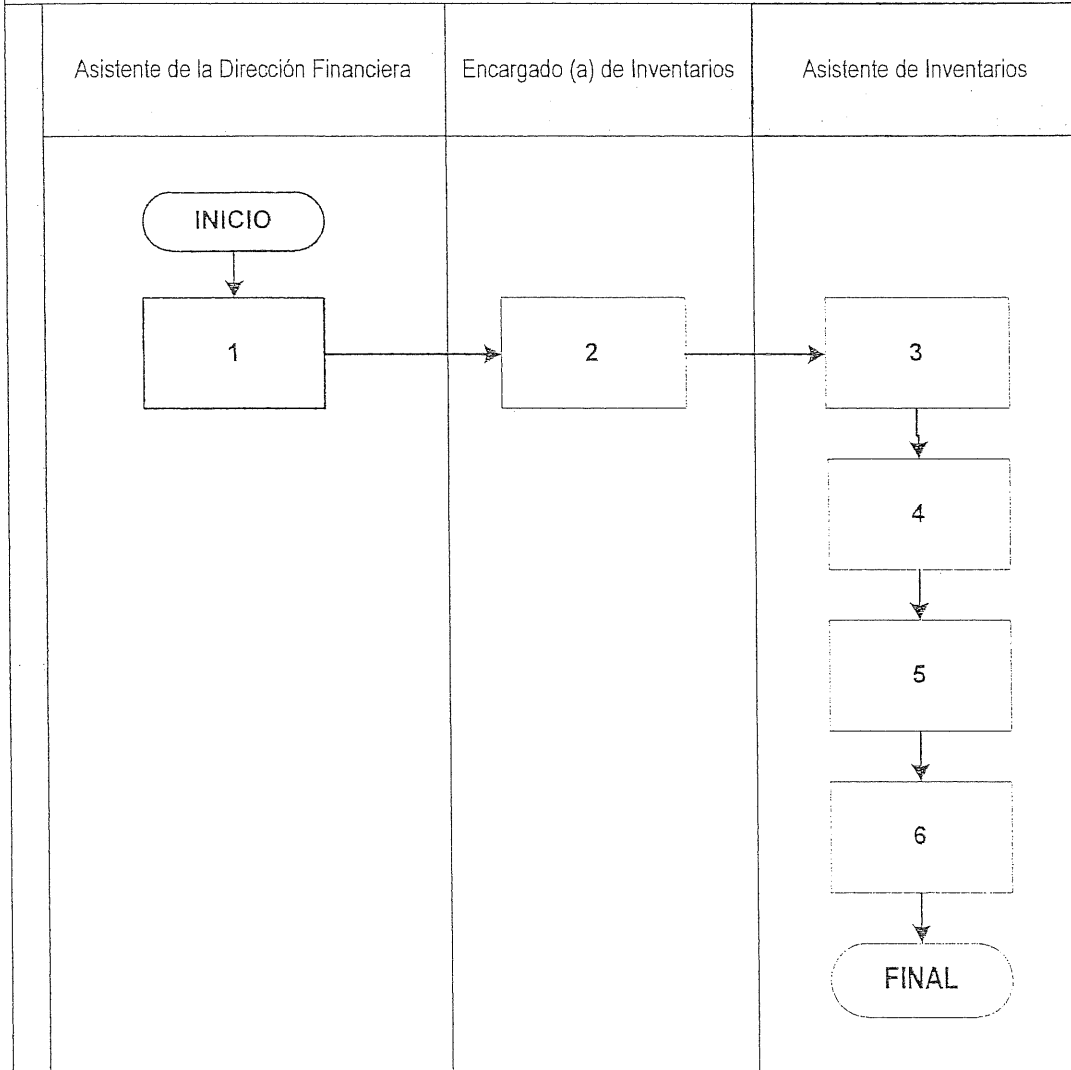 Asistente de la Dirección Financiera
Encargado (a) de Inventarios
Asistente de Inventarios
INICIO
1
2
3
4
5
6
FINAL